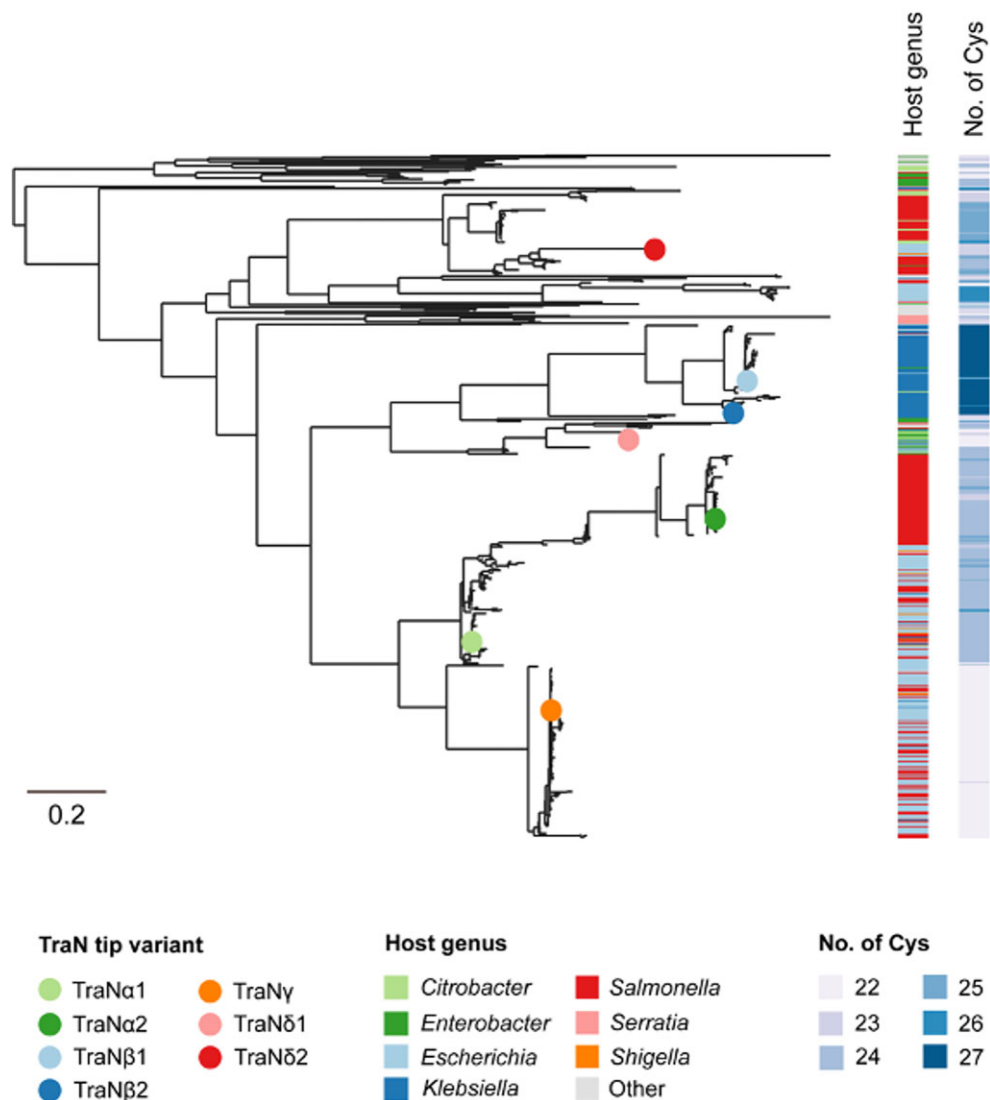 Host genus
No. of Cys
0.2
TraN tip variant
TraNα1
TraNα2
TraNβ1
TraNβ2
TraNγ
TraNδ1
TraNδ2
Host genus
Citrobacter
Enterobacter
Escherichia
Klebsiella
Salmonella
Serratia
Shigella
Other
No. of Cys
22
23
24
25
26
27